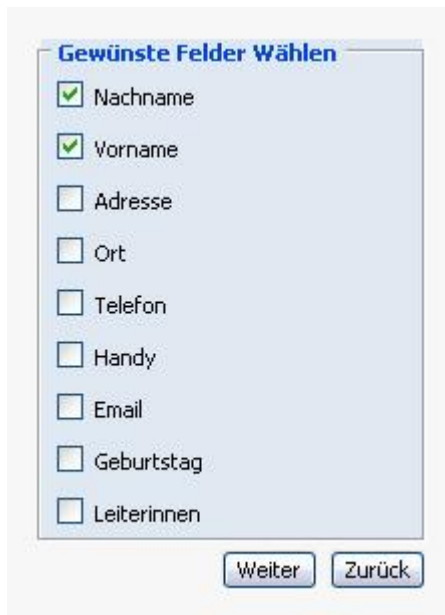 Gewünste Felder Wählen
Nachname
Vorname
Adresse
Ort
Telefon
Handy
Email
Geburtstag
Leiterinnen
Weiter Zurück